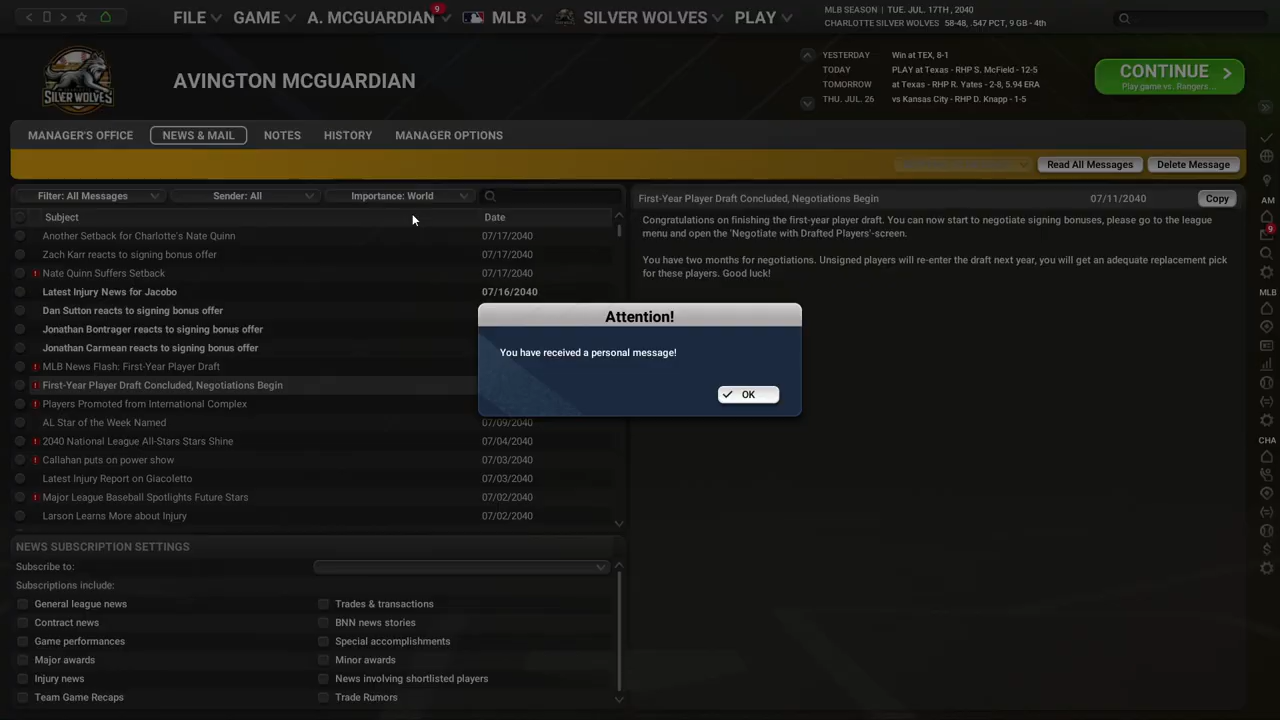 FILE GAME A. MCGUARDIAN 9 MLB SILVER WOLVES PLAY
MLB SEASON | TUE. JUL. 17TH , 2040
CHARLOTTE SILVER WOLVES 58-48, .547 PCT, 9 GB - 4th
SILVER WOLVES
AVINGTON MCGUARDIAN
YESTERDAY Win at TEX, 8-1
TODAY PLAY at Texas - RHP S. McField - 12-5
TOMORROW at Texas - RHP R. Yates - 2-8, 5.94 ERA
THU. JUL. 26 vs Kansas City - RHP D. Knapp - 1-5
CONTINUE
Play game vs. Rangers...
MANAGER'S OFFICE NEWS & MAIL NOTES HISTORY MANAGER OPTIONS
Read All Messages Delete Message
Filter: All Messages Sender: All Importance: World
Subject Date
Another Setback for Charlotte's Nate Quinn 07/17/2040
Zach Karr reacts to signing bonus offer 07/17/2040
Nate Quinn Suffers Setback 07/17/2040
Latest Injury News for Jacobo 07/16/2040
Dan Sutton reacts to signing bonus offer
Jonathan Bontrager reacts to signing bonus offer
Jonathan Carmean reacts to signing bonus offer
MLB News Flash: First-Year Player Draft
First-Year Player Draft Concluded, Negotiations Begin
Players Promoted from International Complex
AL Star of the Week Named 07/09/2040
2040 National League All-Stars Stars Shine 07/04/2040
Callahan puts on power show 07/03/2040
Latest Injury Report on Giacoletto 07/03/2040
Major League Baseball Spotlights Future Stars 07/02/2040
Larson Learns More about Injury 07/02/2040
First-Year Player Draft Concluded, Negotiations Begin 07/11/2040 Copy
Congratulations on finishing the first-year player draft. You can now start to negotiate signing bonuses, please go to the league
menu and open the 'Negotiate with Drafted Players'-screen.
You have two months for negotiations. Unsigned players will re-enter the draft next year, you will get an adequate replacement pick
for these players. Good luck!
Attention!
You have received a personal message!
OK
NEWS SUBSCRIPTION SETTINGS
Subscribe to:
Subscriptions include:
General league news Trades & transactions
Contract news BNN news stories
Game performances Special accomplishments
Major awards Minor awards
Injury news News involving shortlisted players
Team Game Recaps Trade Rumors
AM
9
MLB
CHA